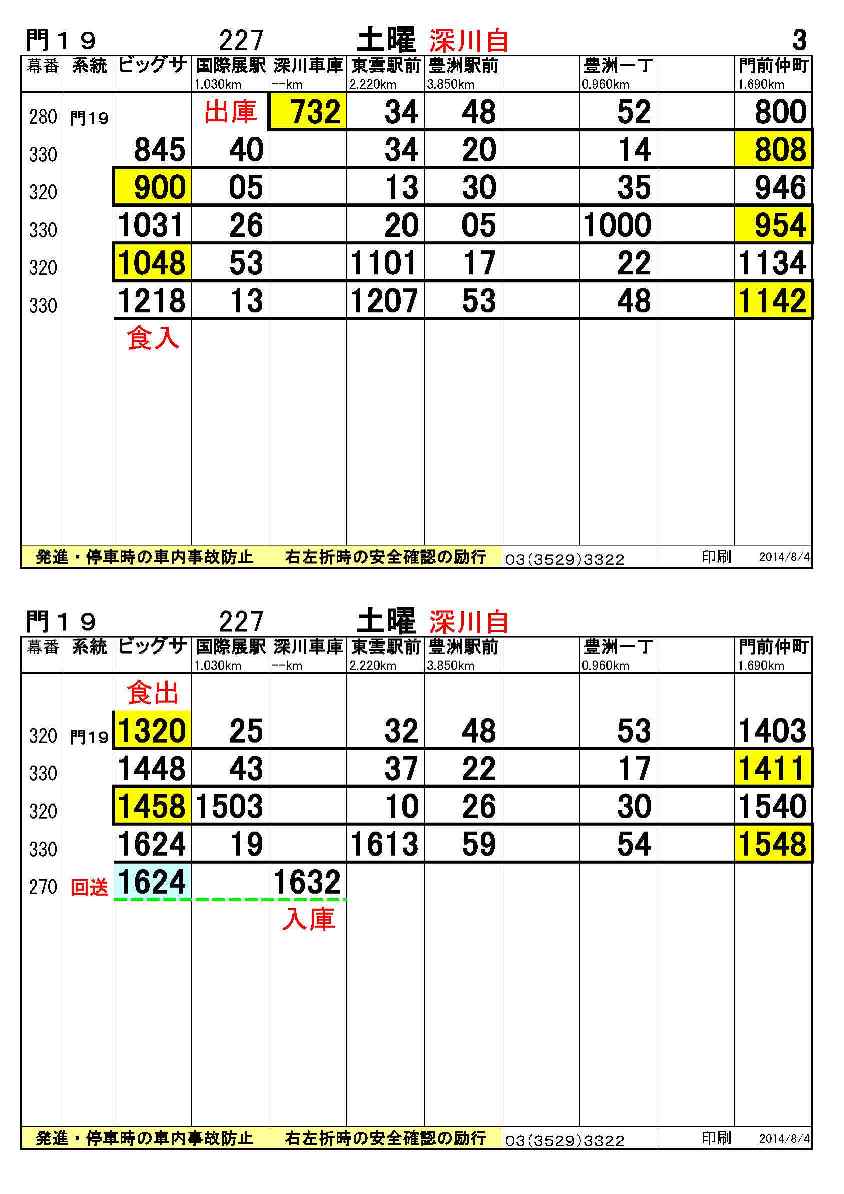 門１９ 227 土曜 深川自 3
幕番 系統 ビッグサ 国際展駅 深川車庫 東雲駅前 豊洲駅前 豊洲一丁 門前仲町
1.030km --km 2.220km 3.850km 0.960km 1.690km
280 門19 出庫 732 34 48 52 800
330 845 40 34 20 14 808
320 900 05 13 30 35 946
330 1031 26 20 05 1000 954
320 1048 53 1101 17 22 1134
330 1218 13 1207 53 48 1142
食入
発進・停車時の車内事故防止 右左折時の安全確認の励行 03(3529)3322 印刷 2014/8/4
門１９ 227 土曜 深川自
幕番 系統 ビッグサ 国際展駅 深川車庫 東雲駅前 豊洲駅前 豊洲一丁 門前仲町
1.030km --km 2.220km 3.850km 0.960km 1.690km
食出
320 門19 1320 25 32 48 53 1403
330 1448 43 37 22 17 1411
320 1458 1503 10 26 30 1540
330 1624 19 1613 59 54 1548
270 回送 1624 1632
入庫
発進・停車時の車内事故防止 右左折時の安全確認の励行 03(3529)3322 印刷 2014/8/4